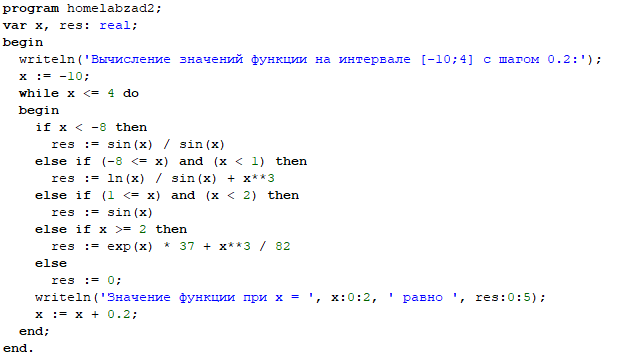 program homelabzad2;
var x, res: real;
begin
  writeln('Вычисление значений функции на интервале [-10;4] с шагом 0.2:');
  x := -10;
  while x <= 4 do
  begin
    if x < -8 then
      res := sin(x) / sin(x)
    else if (-8 <= x) and (x < 1) then
      res := ln(x) / sin(x) + x**3
    else if (1 <= x) and (x < 2) then
      res := sin(x)
    else if x >= 2 then
      res := exp(x) * 37 + x**3 / 82
    else
      res := 0;
    writeln('Значение функции при x = ', x:0:2, ' равно ', res:0:5);
    x := x + 0.2;
  end;
end.